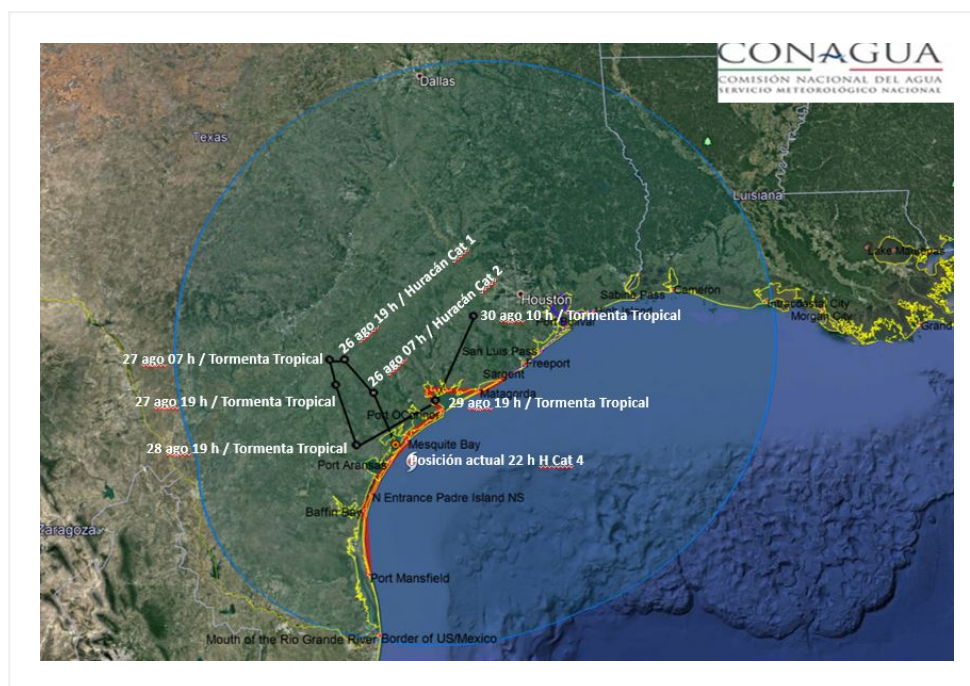 CONAGUA
COMISIÓN NACIONAL DEL AGUA
SERVICIO METEOROLÓGICO NACIONAL
Dallas
Texas
Luisiana
26 ago 19 h / Huracán Cat 1
26 ago 07 h / Huracán Cat 2
Houston
Sabine Pass
Cameron
Intracoastal City
Morgan City
Grand
30 ago 10 h / Tormenta Tropical
San Luis Pass
27 ago 07 h / Tormenta Tropical
Freeport
Sargent
Matagorda
27 ago 19 h / Tormenta Tropical
29 ago 19 h / Tormenta Tropical
Port OConnor
28 ago 19 h / Tormenta Tropical
Mesquite Bay
Posición actual 22 h H Cat 4
Port Aransas
N Entrance Padre Island NS
Baffin Bay
Zaragoza
Port Mansfield
Mouth of the Rio Grande River
Border of US/Mexico